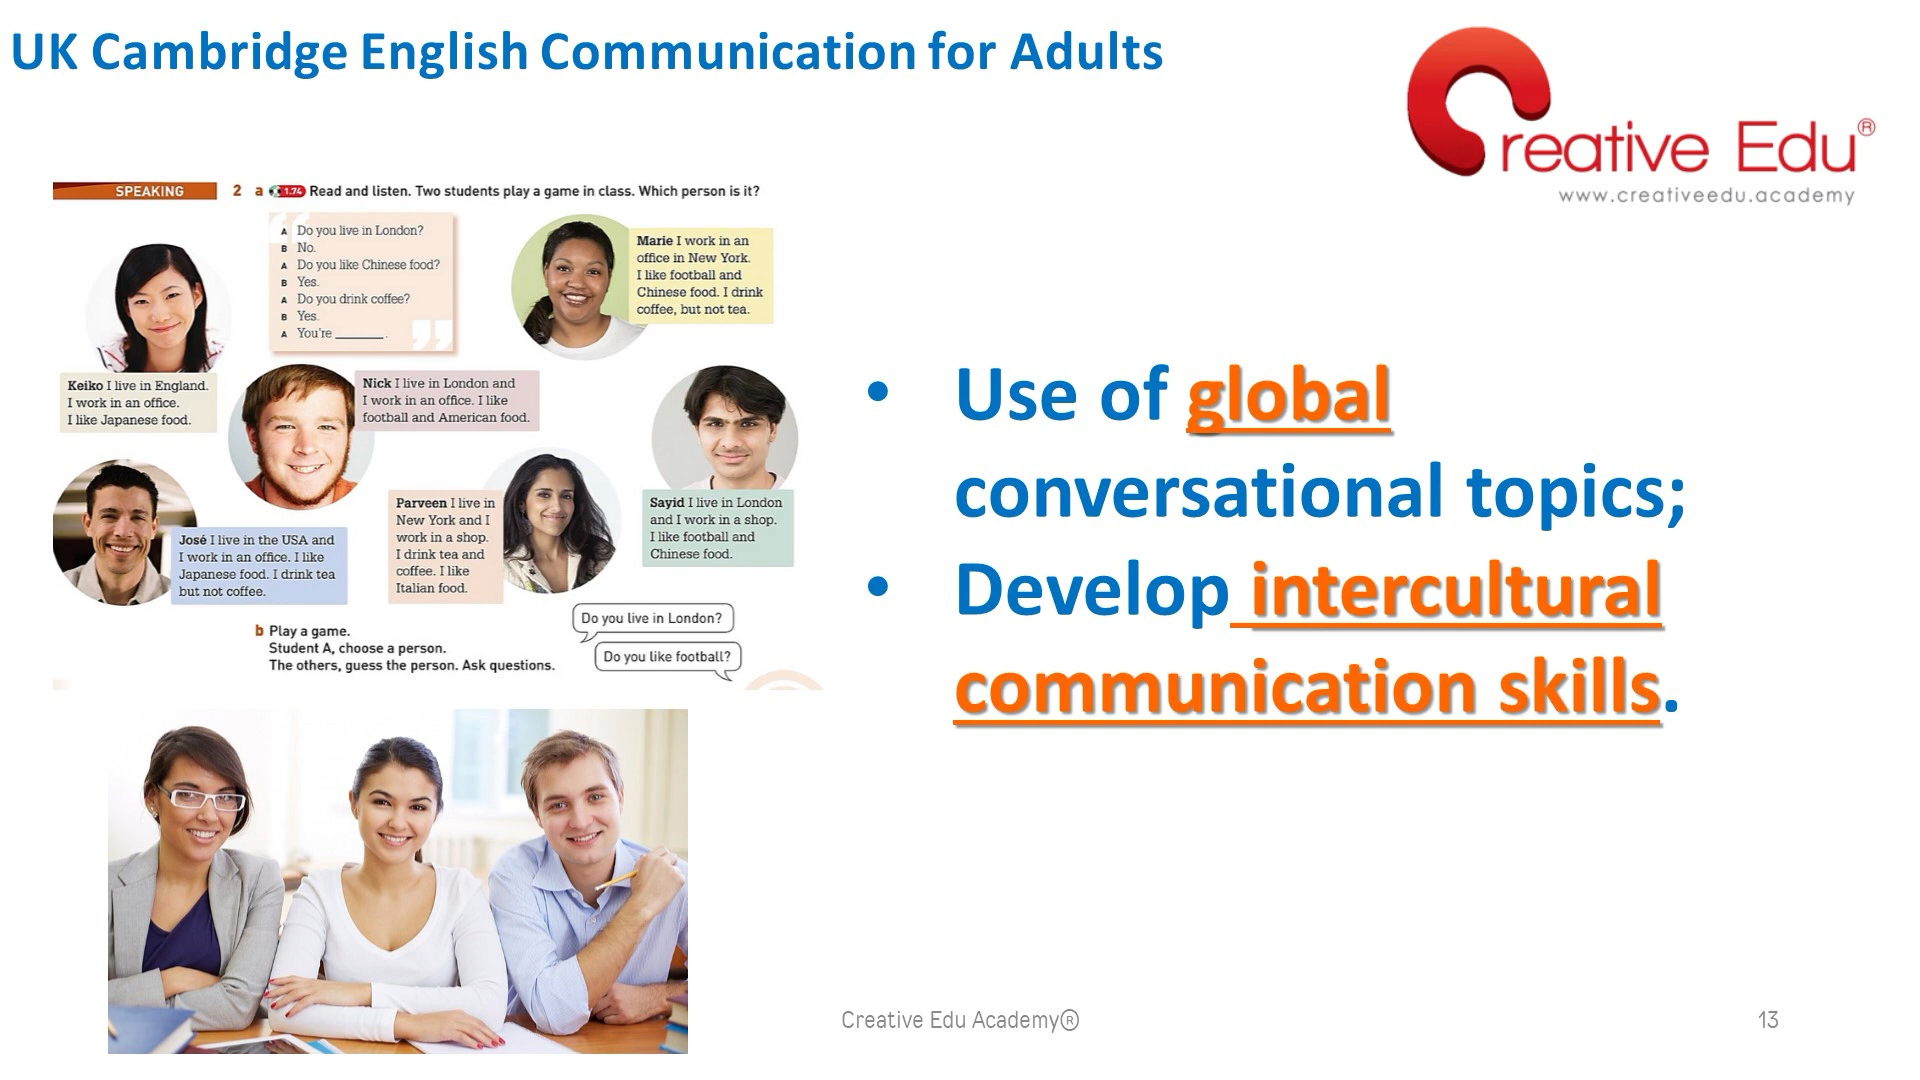 UK Cambridge English Communication for Adults
reative Edu®
www.creativeedu.academy
SPEAKING
2 a 1.74 Read and listen. Two students play a game in class. Which person is it?
A Do you live in London?
B No.
A Do you like Chinese food?
B Yes.
A Do you drink coffee?
B Yes.
A You're ________.
Marie I work in an
office in New York.
I like football and
Chinese food. I drink
coffee, but not tea.
Keiko I live in England.
I work in an office.
I like Japanese food.
Nick I live in London and
I work in an office. I like
football and American food.
José I live in the USA and
I work in an office. I like
Japanese food. I drink tea
but not coffee.
Parveen I live in
New York and I
work in a shop.
I drink tea and
coffee. I like
Italian food.
Sayid I live in London
and I work in a shop.
I like football and
Chinese food.
b Play a game.
Student A, choose a person.
The others, guess the person. Ask questions.
Do you live in London?
Do you like football?
• Use of global
conversational topics;
• Develop intercultural
communication skills.
Creative Edu Academy®
13